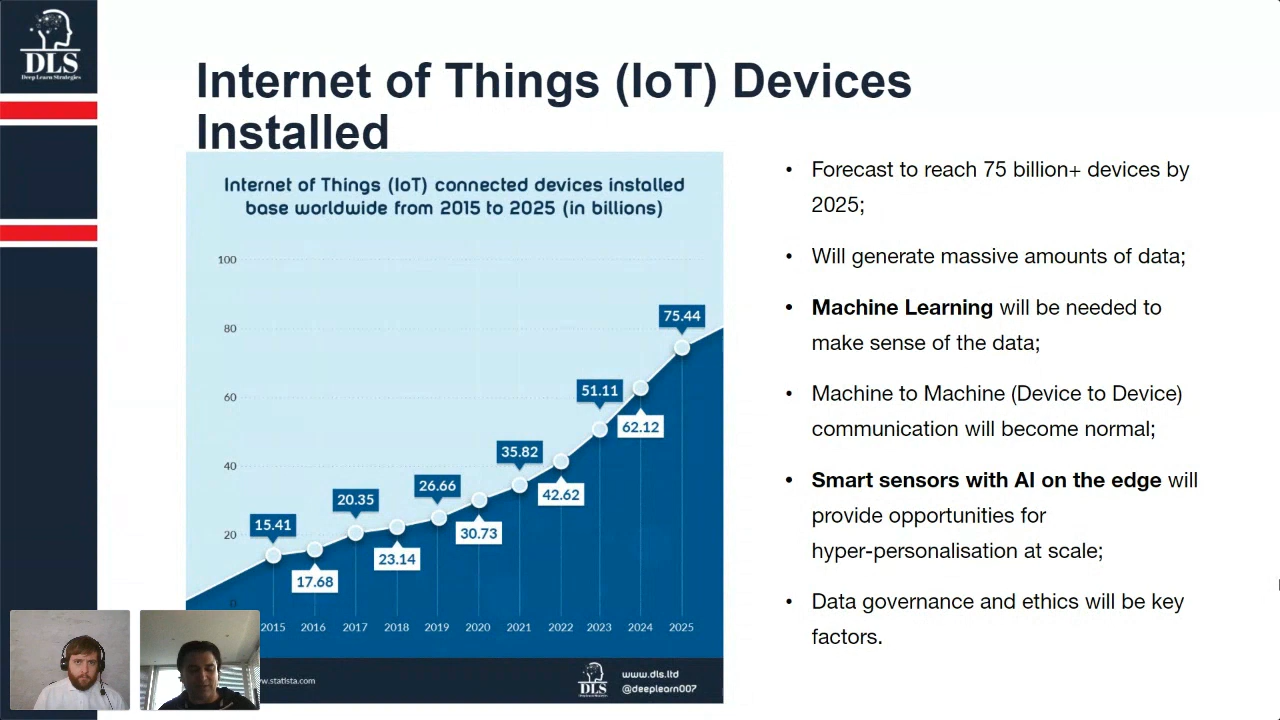 DLS
Deep Learn Strategies
Internet of Things (IoT) Devices
Installed
Internet of Things (IoT) connected devices installed
base worldwide from 2015 to 2025 (in billions)
100
80
60
40
20
0
15.41
17.68
20.35
23.14
26.66
30.73
35.82
42.62
51.11
62.12
75.44
2015 2016 2017 2018 2019 2020 2021 2022 2023 2024 2025
w.statista.com
DLS
www.dls.ltd
@deeplearn007
• Forecast to reach 75 billion+ devices by
2025;
• Will generate massive amounts of data;
• Machine Learning will be needed to
make sense of the data;
• Machine to Machine (Device to Device)
communication will become normal;
• Smart sensors with AI on the edge will
provide opportunities for
hyper-personalisation at scale;
• Data governance and ethics will be key
factors.